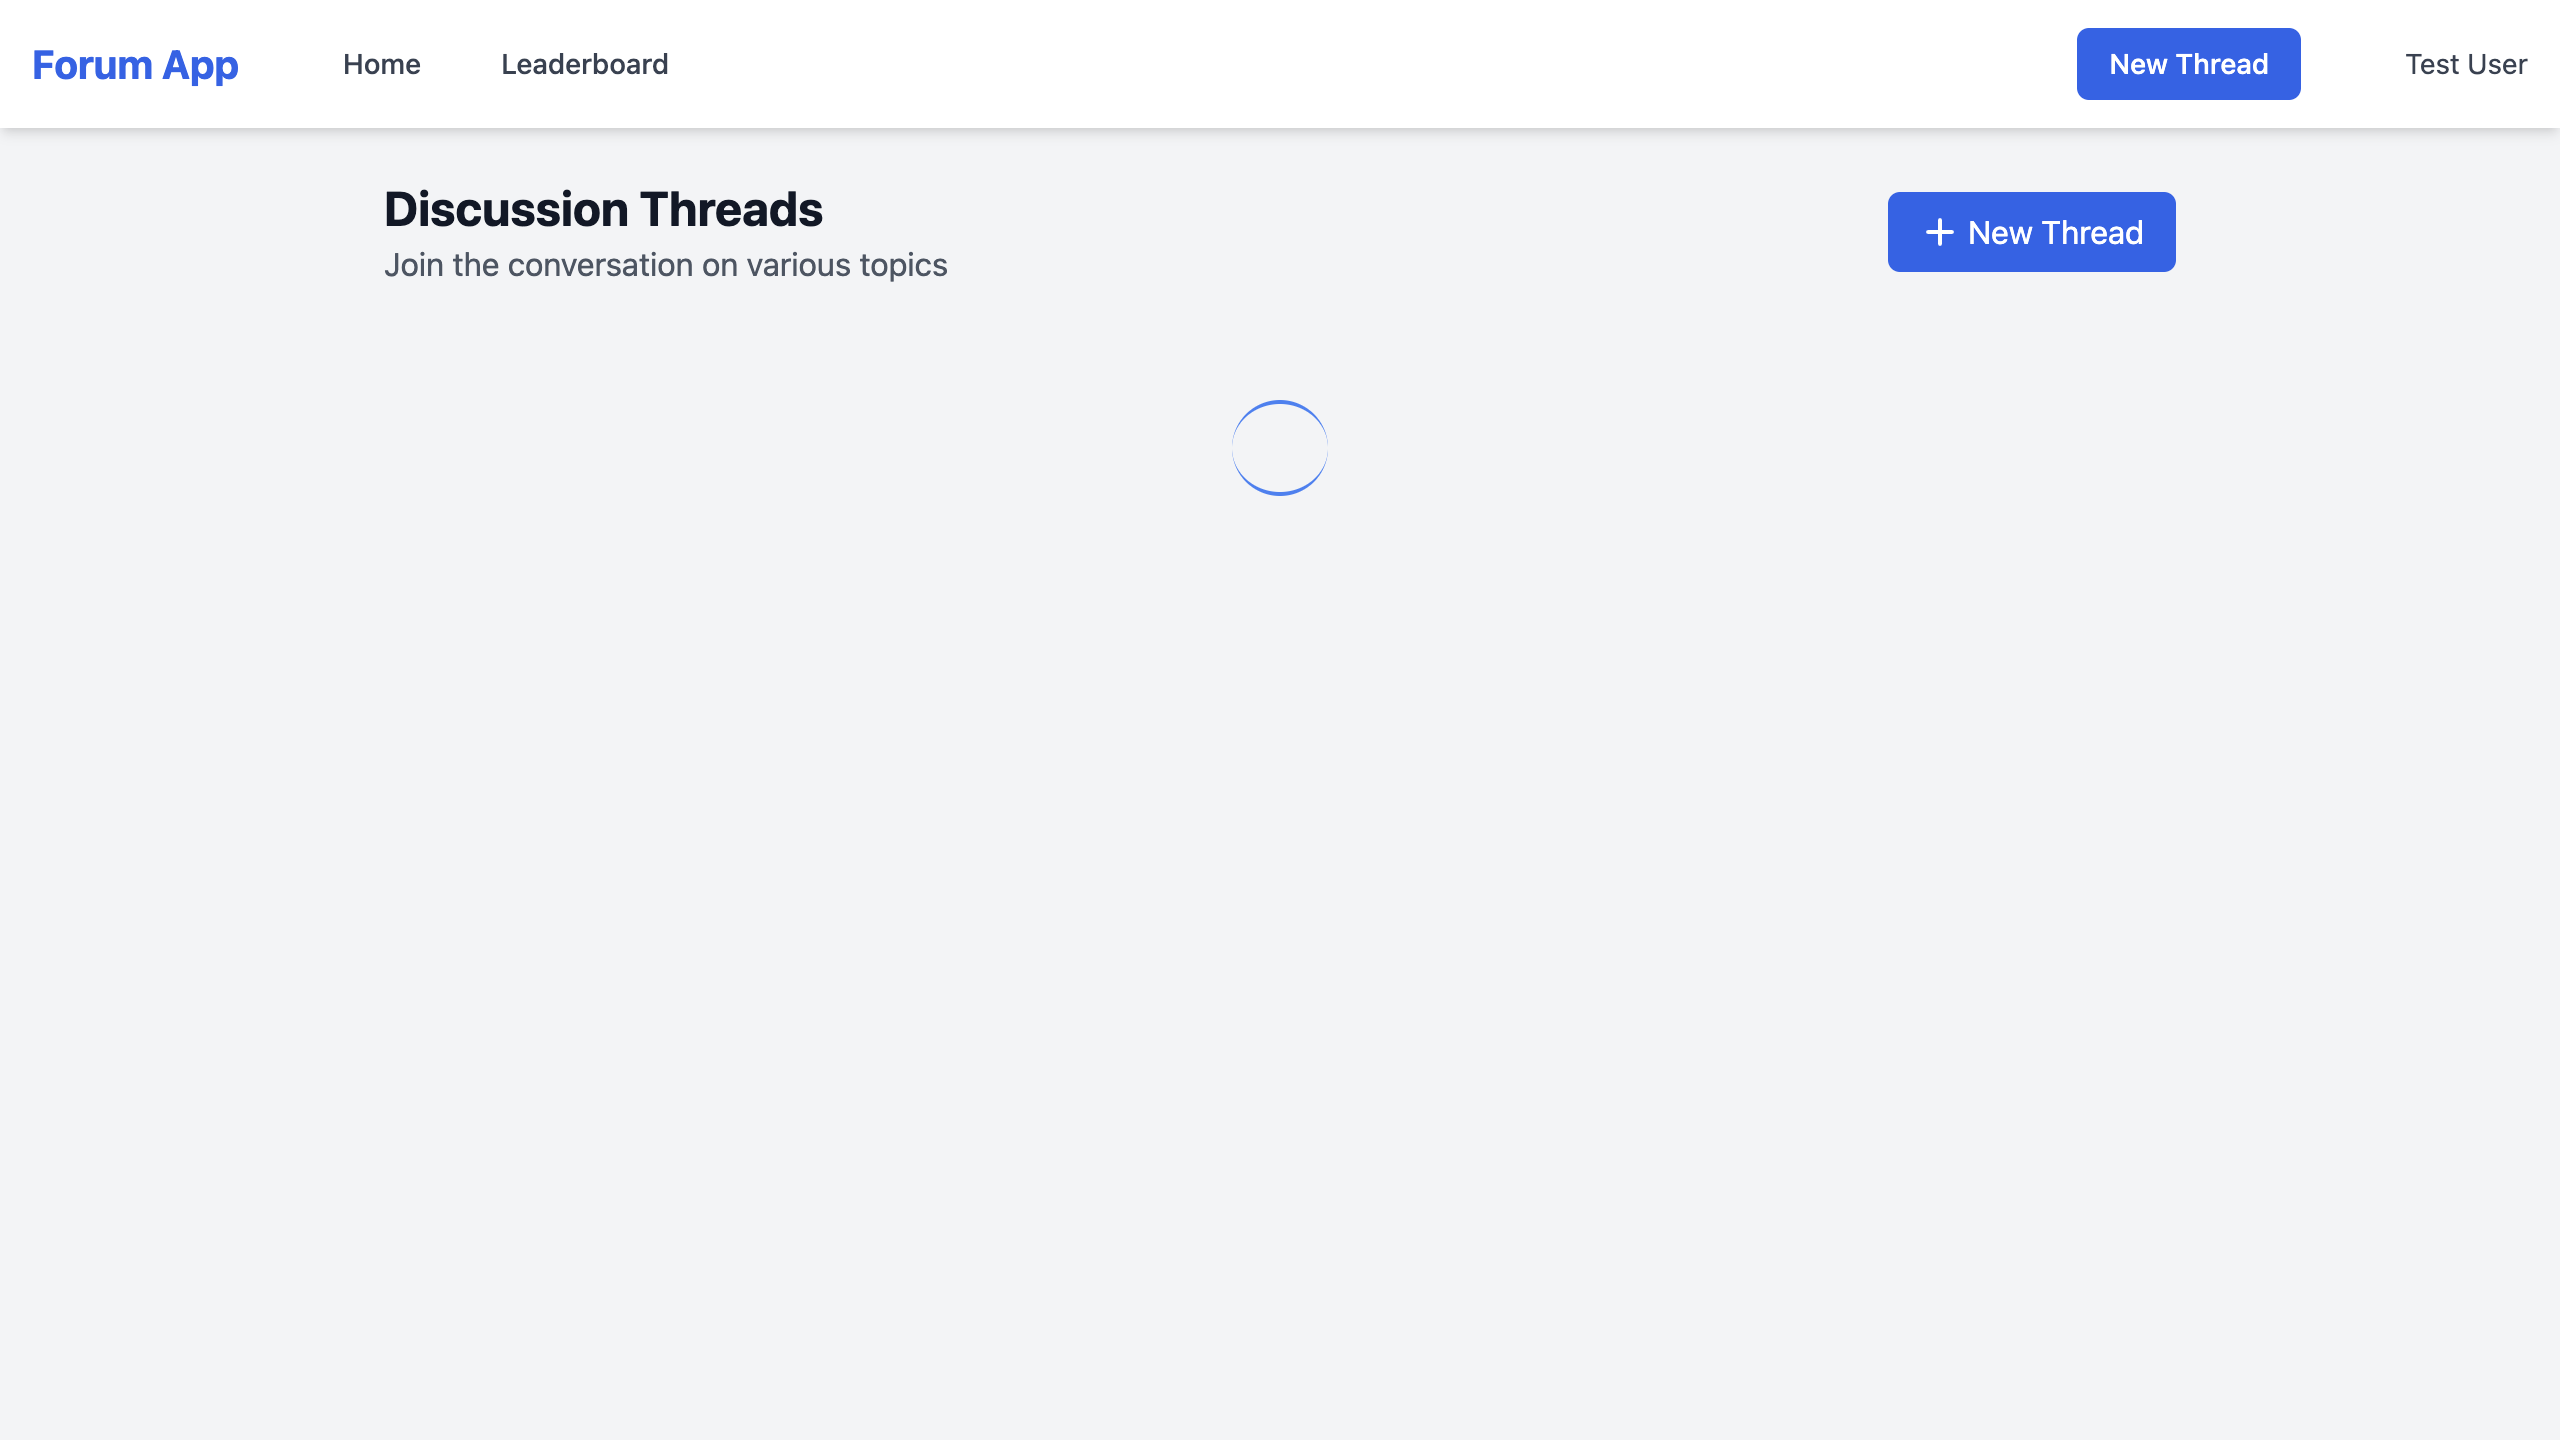 Forum App
Home
Leaderboard
New Thread
Test User
Discussion Threads
Join the conversation on various topics
New Thread